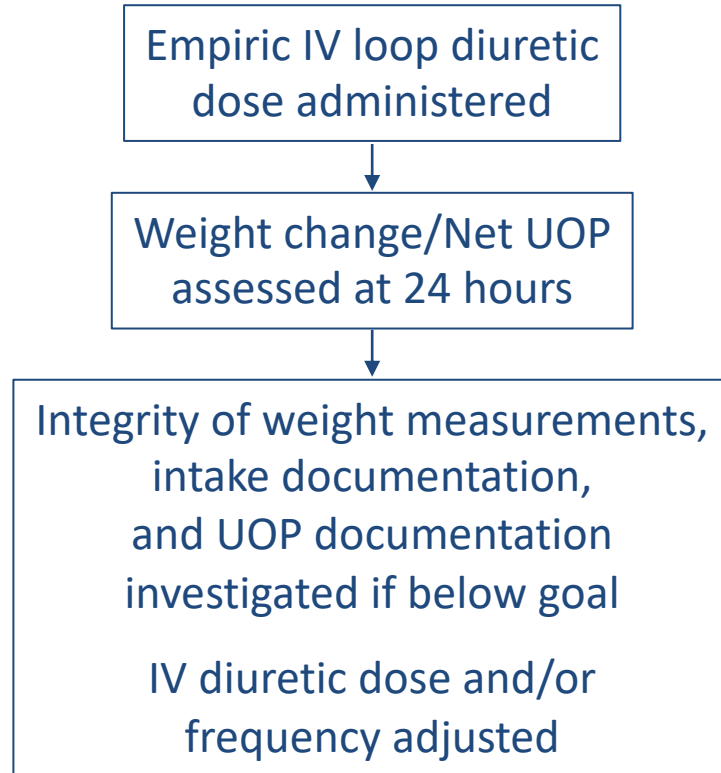 Empiric IV loop diuretic
dose administered
Weight change/Net UOP
assessed at 24 hours
Integrity of weight measurements,
intake documentation,
and UOP documentation
investigated if below goal
IV diuretic dose and/or
frequency adjusted